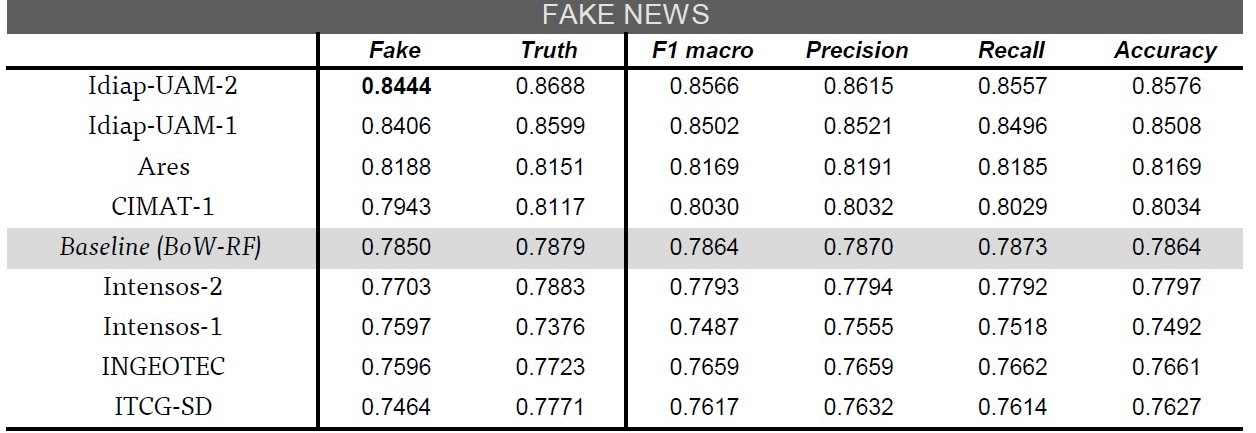 FAKE NEWS
Fake Truth F1 macro Precision Recall Accuracy
Idiap-UAM-2 0.8444 0.8688 0.8566 0.8615 0.8557 0.8576
Idiap-UAM-1 0.8406 0.8599 0.8502 0.8521 0.8496 0.8508
Ares 0.8188 0.8151 0.8169 0.8191 0.8185 0.8169
CIMAT-1 0.7943 0.8117 0.8030 0.8032 0.8029 0.8034
Baseline (BoW-RF) 0.7850 0.7879 0.7864 0.7870 0.7873 0.7864
Intensos-2 0.7703 0.7883 0.7793 0.7794 0.7792 0.7797
Intensos-1 0.7597 0.7376 0.7487 0.7555 0.7518 0.7492
INGEOTEC 0.7596 0.7723 0.7659 0.7659 0.7662 0.7661
ITCG-SD 0.7464 0.7771 0.7617 0.7632 0.7614 0.7627